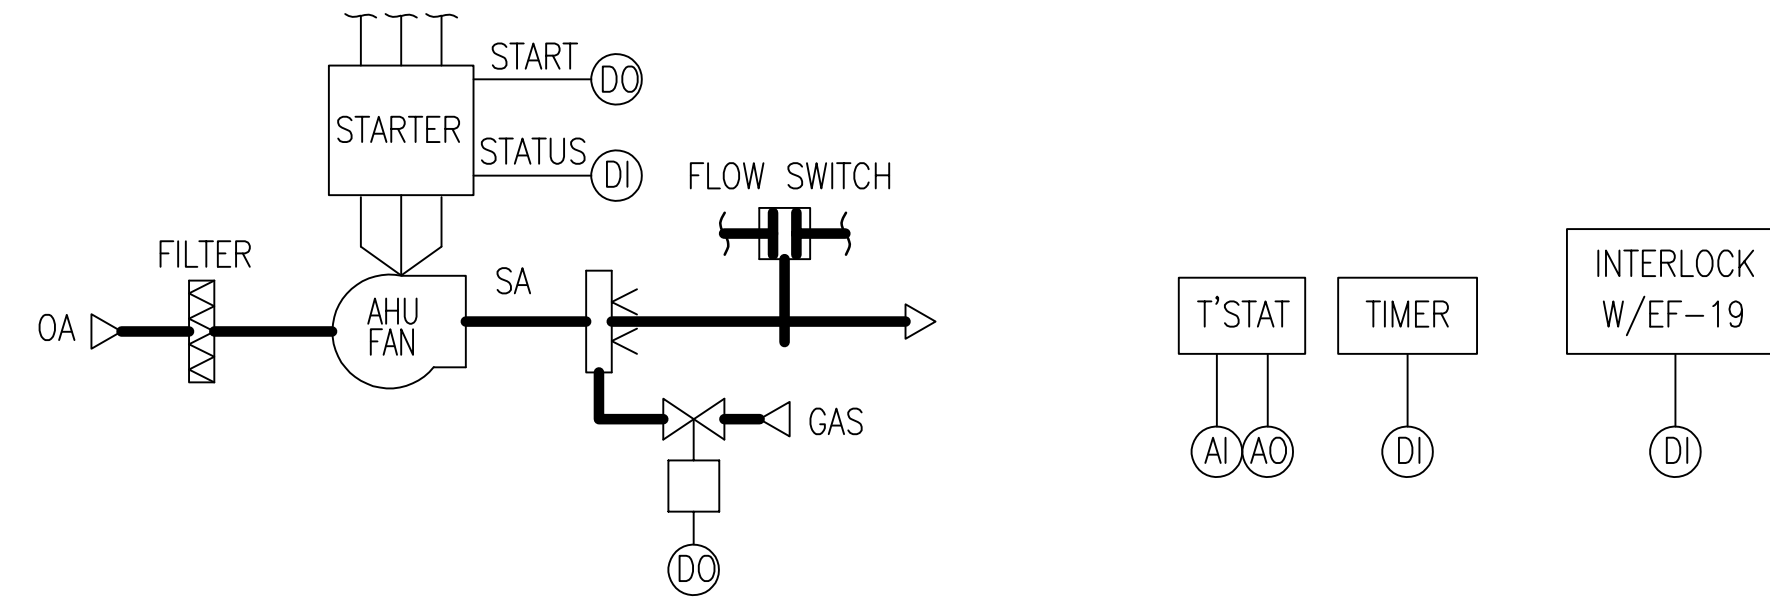 START
DO
STARTER
STATUS
DI
FLOW SWITCH
FILTER
OA
AHU
FAN
SA
GAS
DO
T'STAT
AI
AO
TIMER
DI
INTERLOCK
W/EF-19
DI